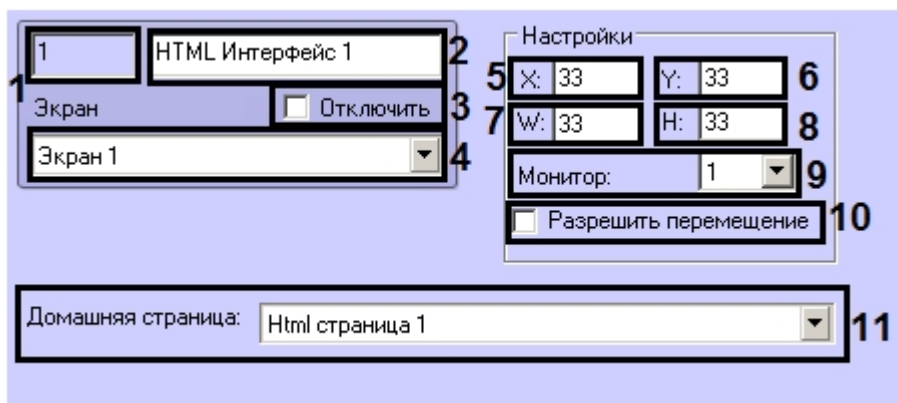 1
HTML Интерфейс 1
2
1
Экран
Отключить
3
Экран 1
4
Настройки
5
X: 33
Y: 33
6
7
W: 33
H: 33
8
Монитор: 1
9
Разрешить перемещение
10
Домашняя страница: Html страница 1
11